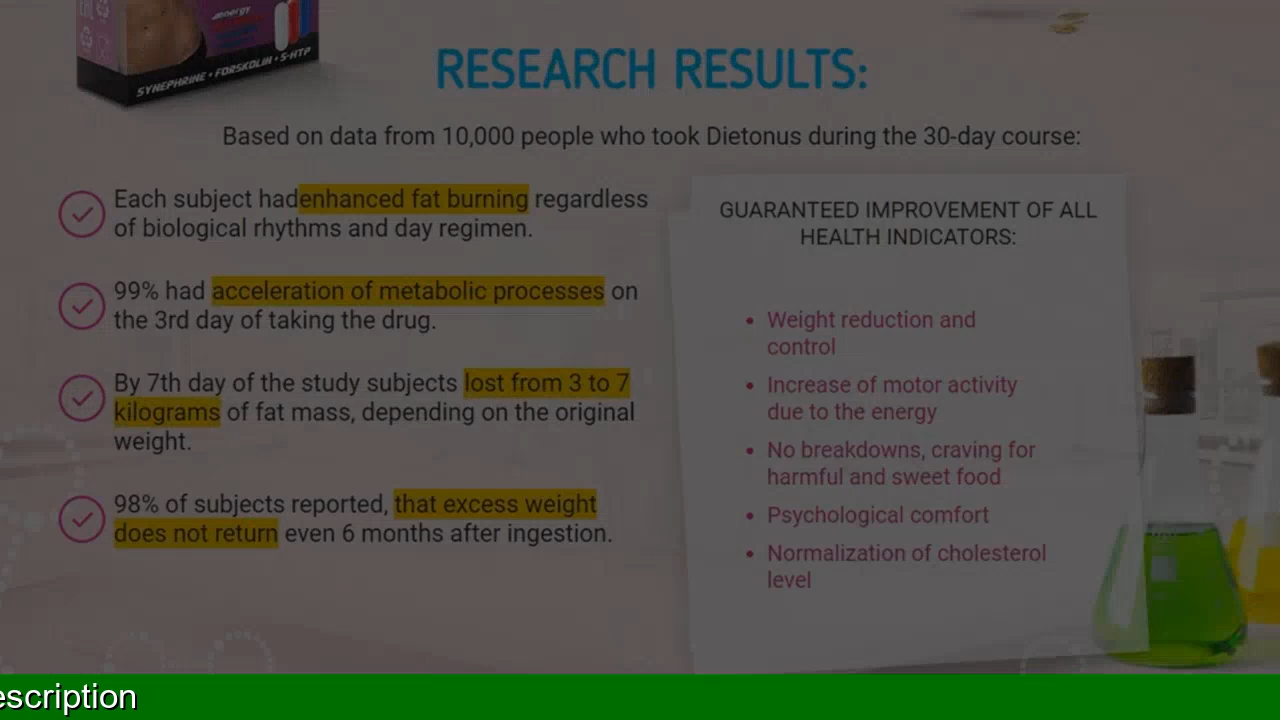 energy
SYNEPHRINE • FORSKOLIN • 5-HTP
RESEARCH RESULTS:
Based on data from 10,000 people who took Dietonus during the 30-day course:
Each subject hadenhanced fat burning regardless
of biological rhythms and day regimen.
99% had acceleration of metabolic processes on
the 3rd day of taking the drug.
By 7th day of the study subjects lost from 3 to 7
kilograms of fat mass, depending on the original
weight.
98% of subjects reported, that excess weight
does not return even 6 months after ingestion.
GUARANTEED IMPROVEMENT OF ALL
HEALTH INDICATORS:
• Weight reduction and
control
• Increase of motor activity
due to the energy
• No breakdowns, craving for
harmful and sweet food
• Psychological comfort
• Normalization of cholesterol
level
escription